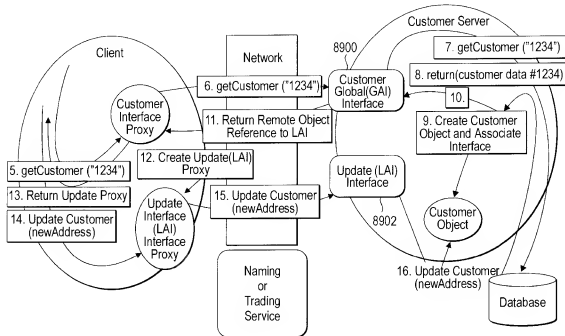 Client
Network
Customer Server
8900
7. getCustomer ("1234")
8. return(customer data #1234)
6. getCustomer ("1234")
Customer
Global(GAI)
Interface
10.
Customer
Interface
Proxy
11. Return Remote Object
Reference to LAI
9. Create Customer
Object and Associate
Interface
5. getCustomer ("1234")
12. Create Update(LAI)
Proxy
13. Return Update Proxy
14. Update Customer
(newAddress)
Update
Interface
(LAI)
Interface
Proxy
15. Update Customer
(newAddress)
Update (LAI)
Interface
8902
Customer
Object
16. Update Customer
(newAddress)
Naming
or
Trading
Service
Database